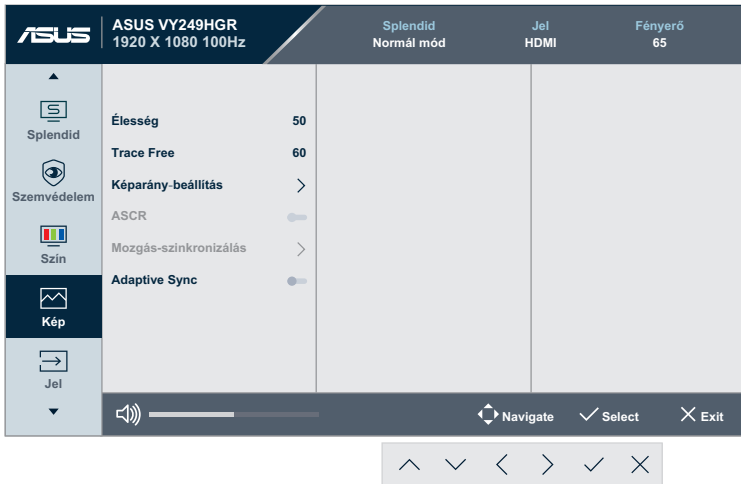 ASUS
ASUS VY249HGR
1920 X 1080 100Hz
Splendid
Normál mód
Jel
HDMI
Fényerő
65
Splendid
Szemvédelem
Szín
Kép
Jel
Élesség 50
Trace Free 60
Képarány-beállítás
ASCR
Mozgás-szinkronizálás
Adaptive Sync
Navigate Select Exit